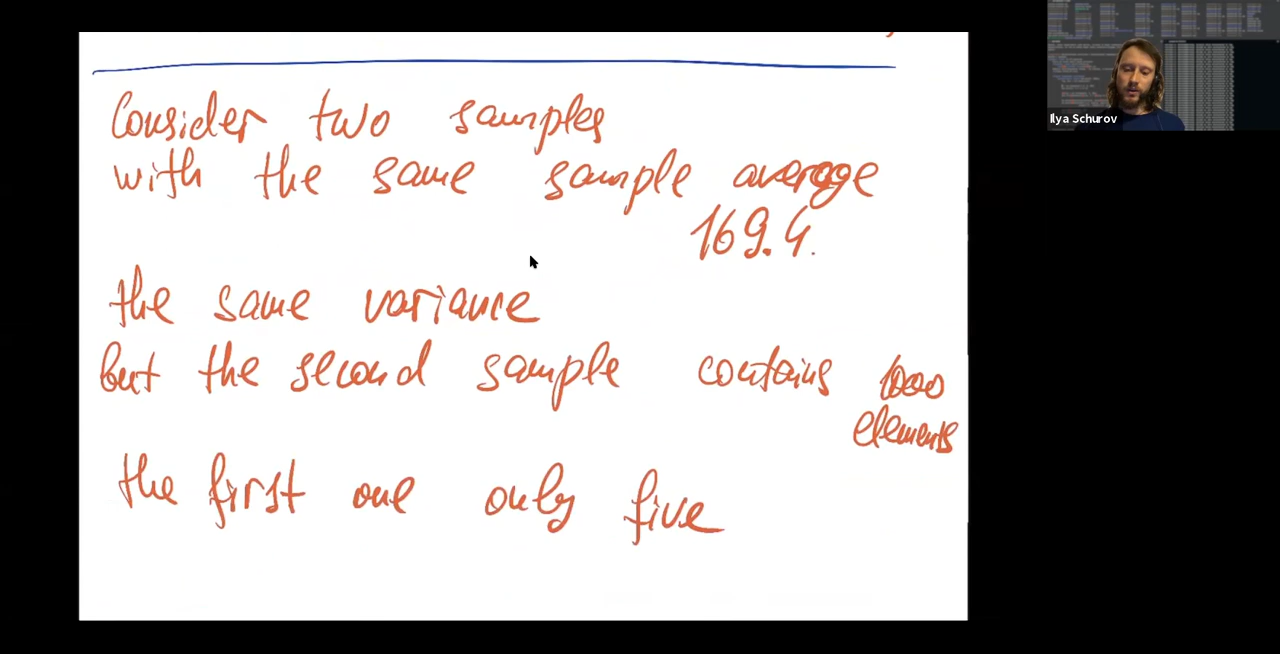 Consider two samples
with the same sample average
169.4.
the same variance
but the second sample contains 1000
elements
the first one only five
Ilya Schurov